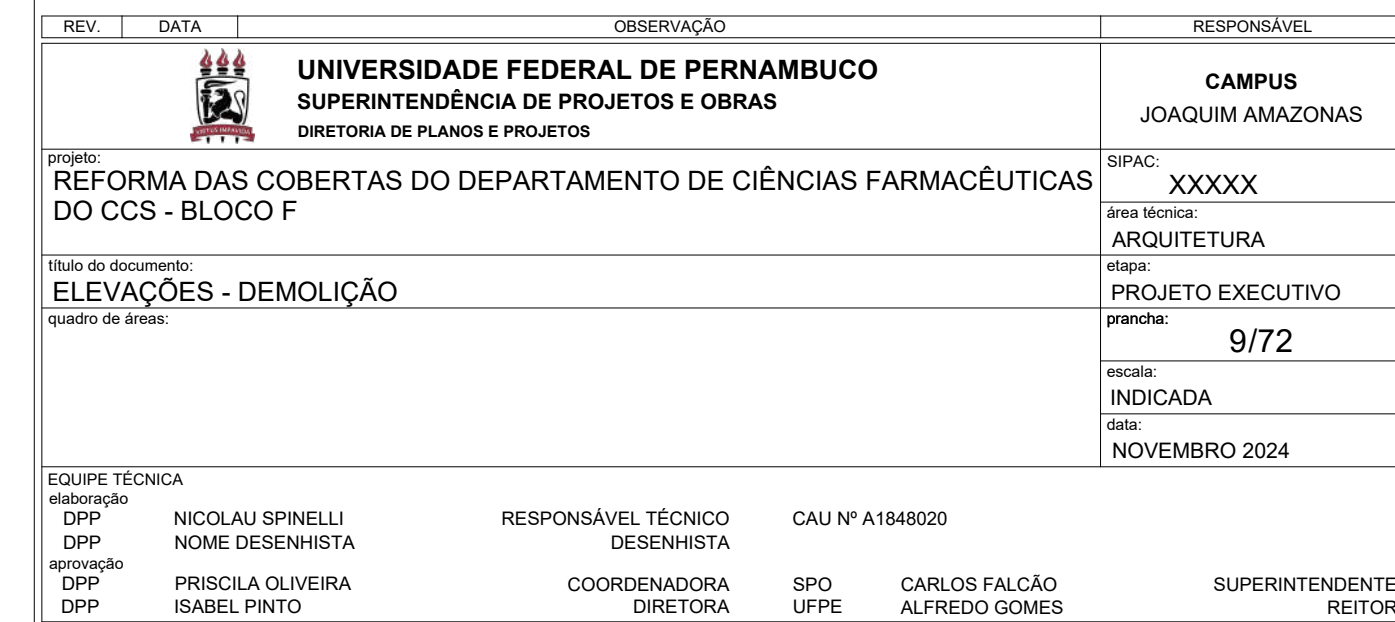 REV. DATA OBSERVAÇÃO RESPONSÁVEL
UNIVERSIDADE FEDERAL DE PERNAMBUCO
SUPERINTENDÊNCIA DE PROJETOS E OBRAS
DIRETORIA DE PLANOS E PROJETOS
VIRTUS IMPAVIDA
CAMPUS
JOAQUIM AMAZONAS
projeto:
REFORMA DAS COBERTAS DO DEPARTAMENTO DE CIÊNCIAS FARMACÊUTICAS
DO CCS - BLOCO F
SIPAC:
XXXXX
área técnica:
ARQUITETURA
título do documento:
ELEVAÇÕES - DEMOLIÇÃO
etapa:
PROJETO EXECUTIVO
quadro de áreas:
prancha:
9/72
escala:
INDICADA
data:
NOVEMBRO 2024
EQUIPE TÉCNICA
elaboração
DPP NICOLAU SPINELLI RESPONSÁVEL TÉCNICO CAU Nº A1848020
DPP NOME DESENHISTA DESENHISTA
aprovação
DPP PRISCILA OLIVEIRA COORDENADORA SPO CARLOS FALCÃO SUPERINTENDENTE
DPP ISABEL PINTO DIRETORA UFPE ALFREDO GOMES REITOR